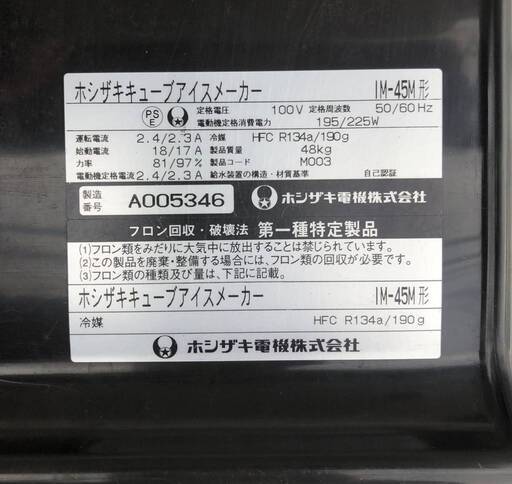 ホシザキキューブアイスメーカー IM-45M形
PSE 定格電圧 100V 定格周波数 50/60Hz
電動機定格消費電力 195/225W
運転電流 2.4/2.3A 冷媒 HFC R134a/190g
始動電流 18/17A 製品質量 48kg
力率 81/97% 製品コード M003
電動機定格電流 2.4/2.3A 給水装置の構造・材質基準 自己認証
製造番号 A005346 ホシザキ電機株式会社
フロン回収・破壊法 第一種特定製品
(1)フロン類をみだりに大気中に放出することは禁じられています。
(2)この製品を廃棄・整備する場合には、フロン類の回収が必要です。
(3)フロン類の種類及び量は、下記に記載。
ホシザキキューブアイスメーカー IM-45M形
冷媒 HFC R134a/190g
ホシザキ電機株式会社